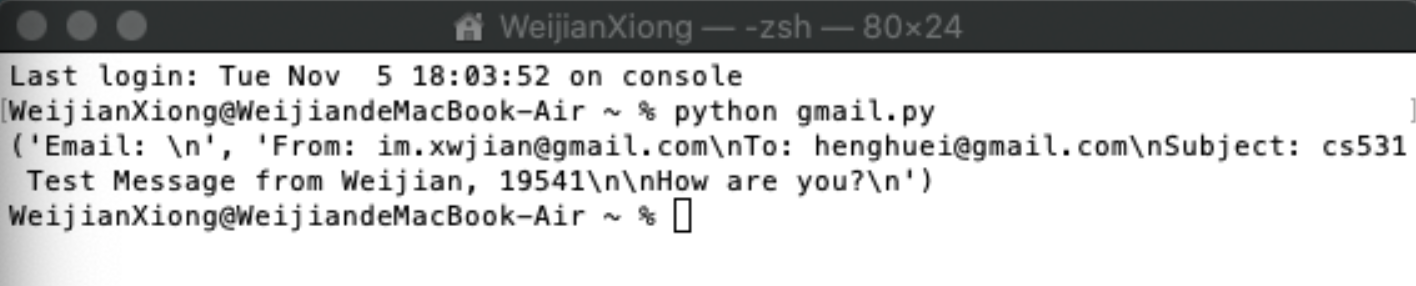 WeijianXiong — -zsh — 80×24
Last login: Tue Nov  5 18:03:52 on console
[WeijianXiong@WeijiandeMacBook-Air ~ % python gmail.py ]
('Email: \n', 'From: im.xwjian@gmail.com\nTo: henghuei@gmail.com\nSubject: cs531
 Test Message from Weijian, 19541\n\nHow are you?\n')
WeijianXiong@WeijiandeMacBook-Air ~ %